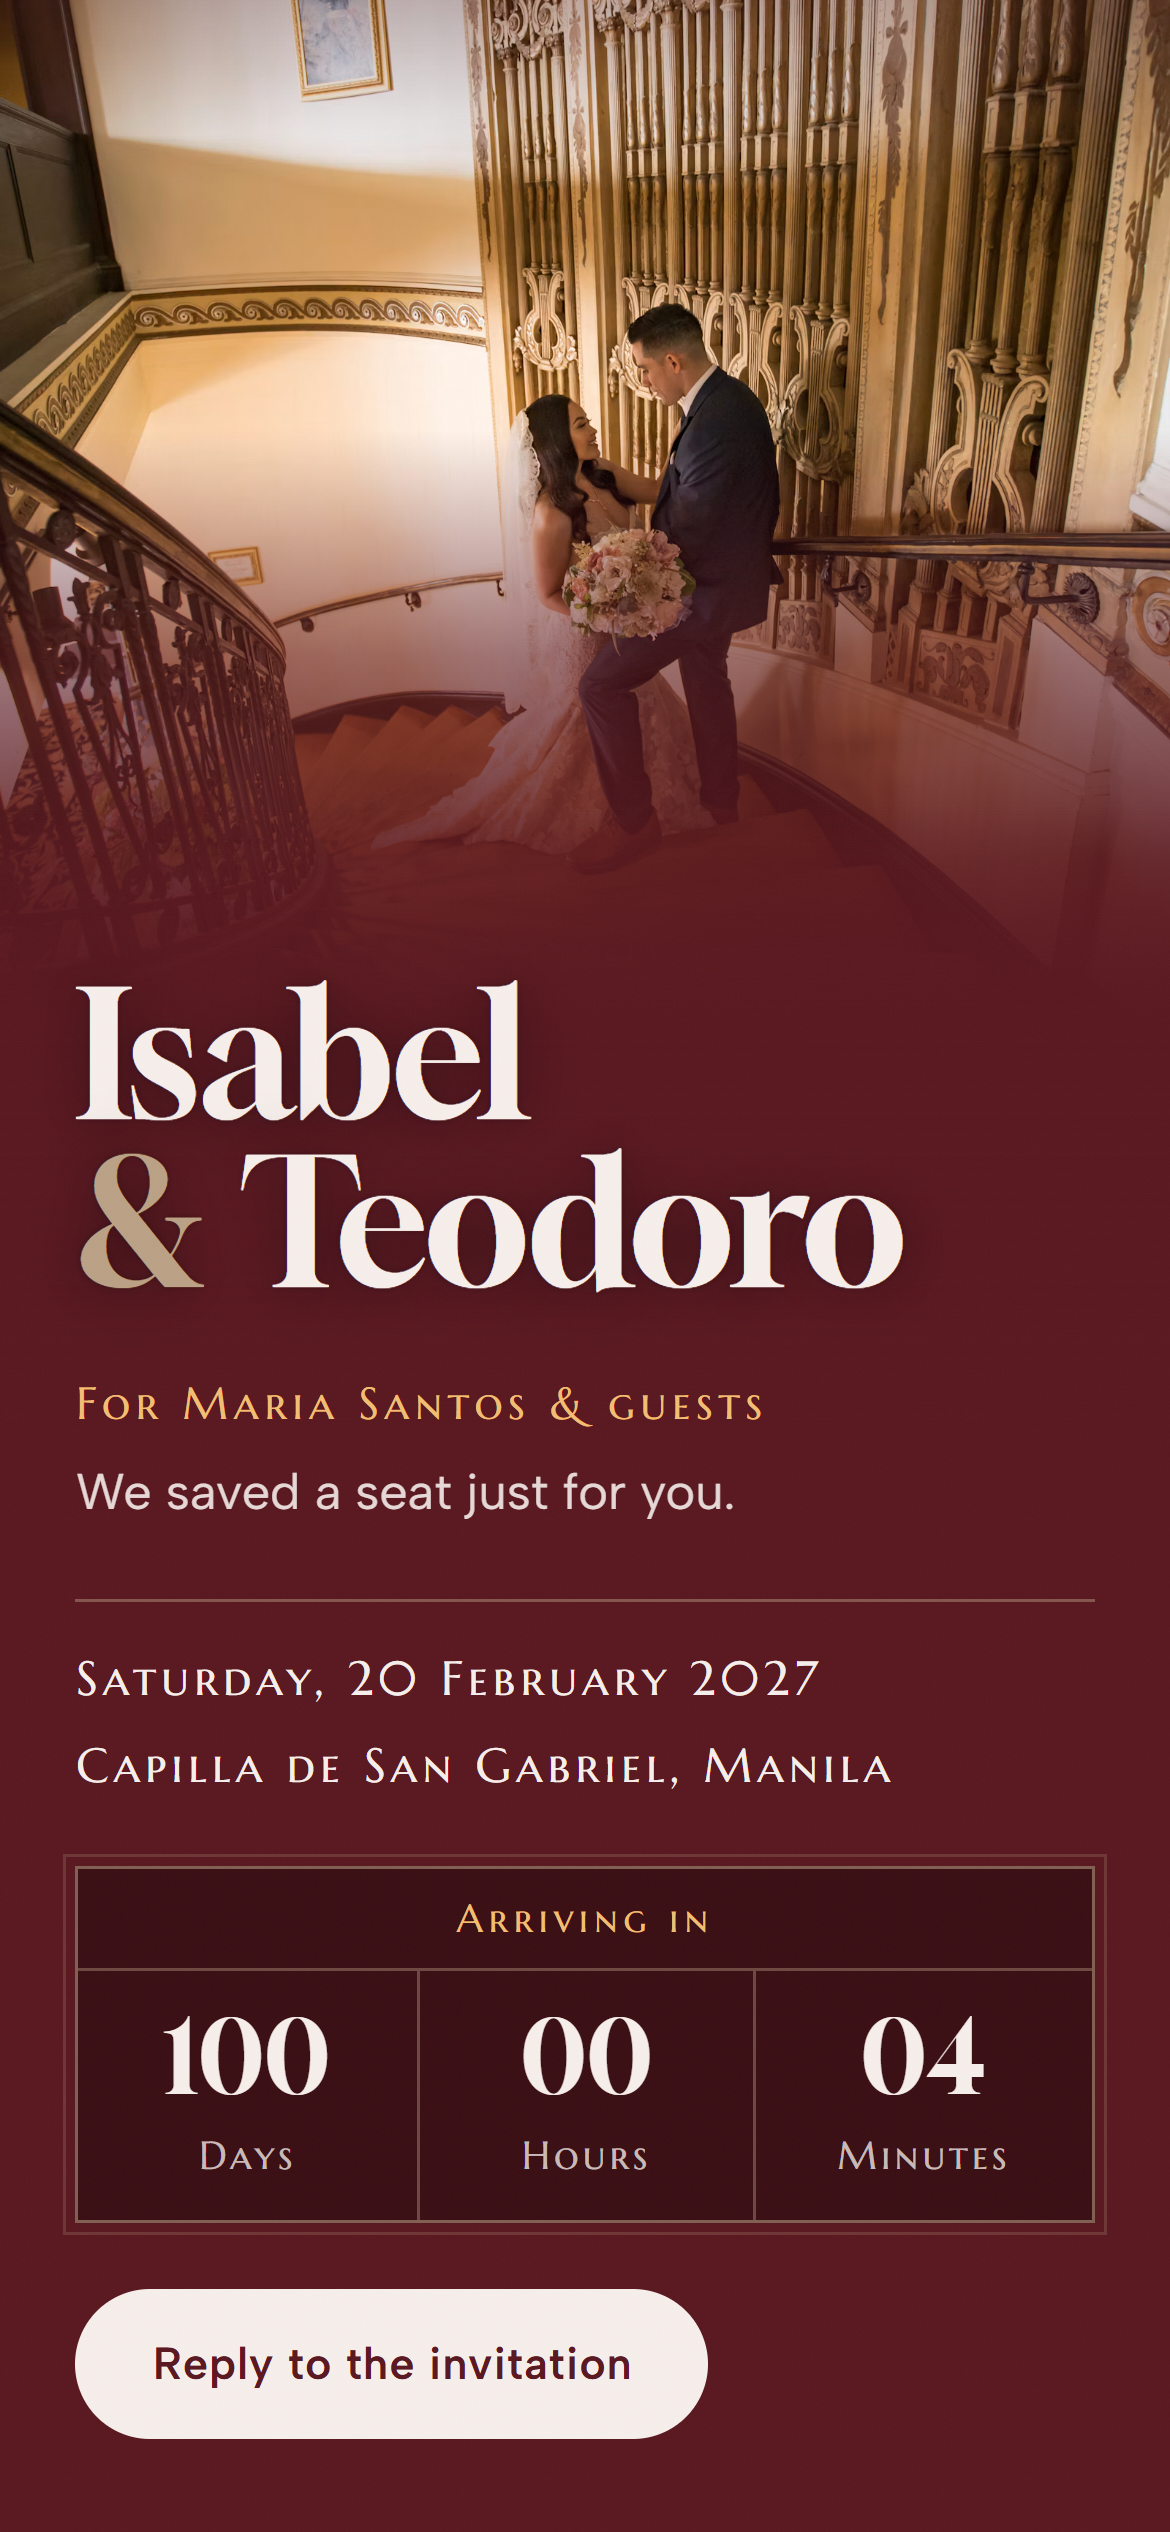 Isabel
& Teodoro
For Maria Santos & guests
We saved a seat just for you.
Saturday, 20 February 2027
Capilla de San Gabriel, Manila
Arriving in
100 00 04
Days Hours Minutes
Reply to the invitation